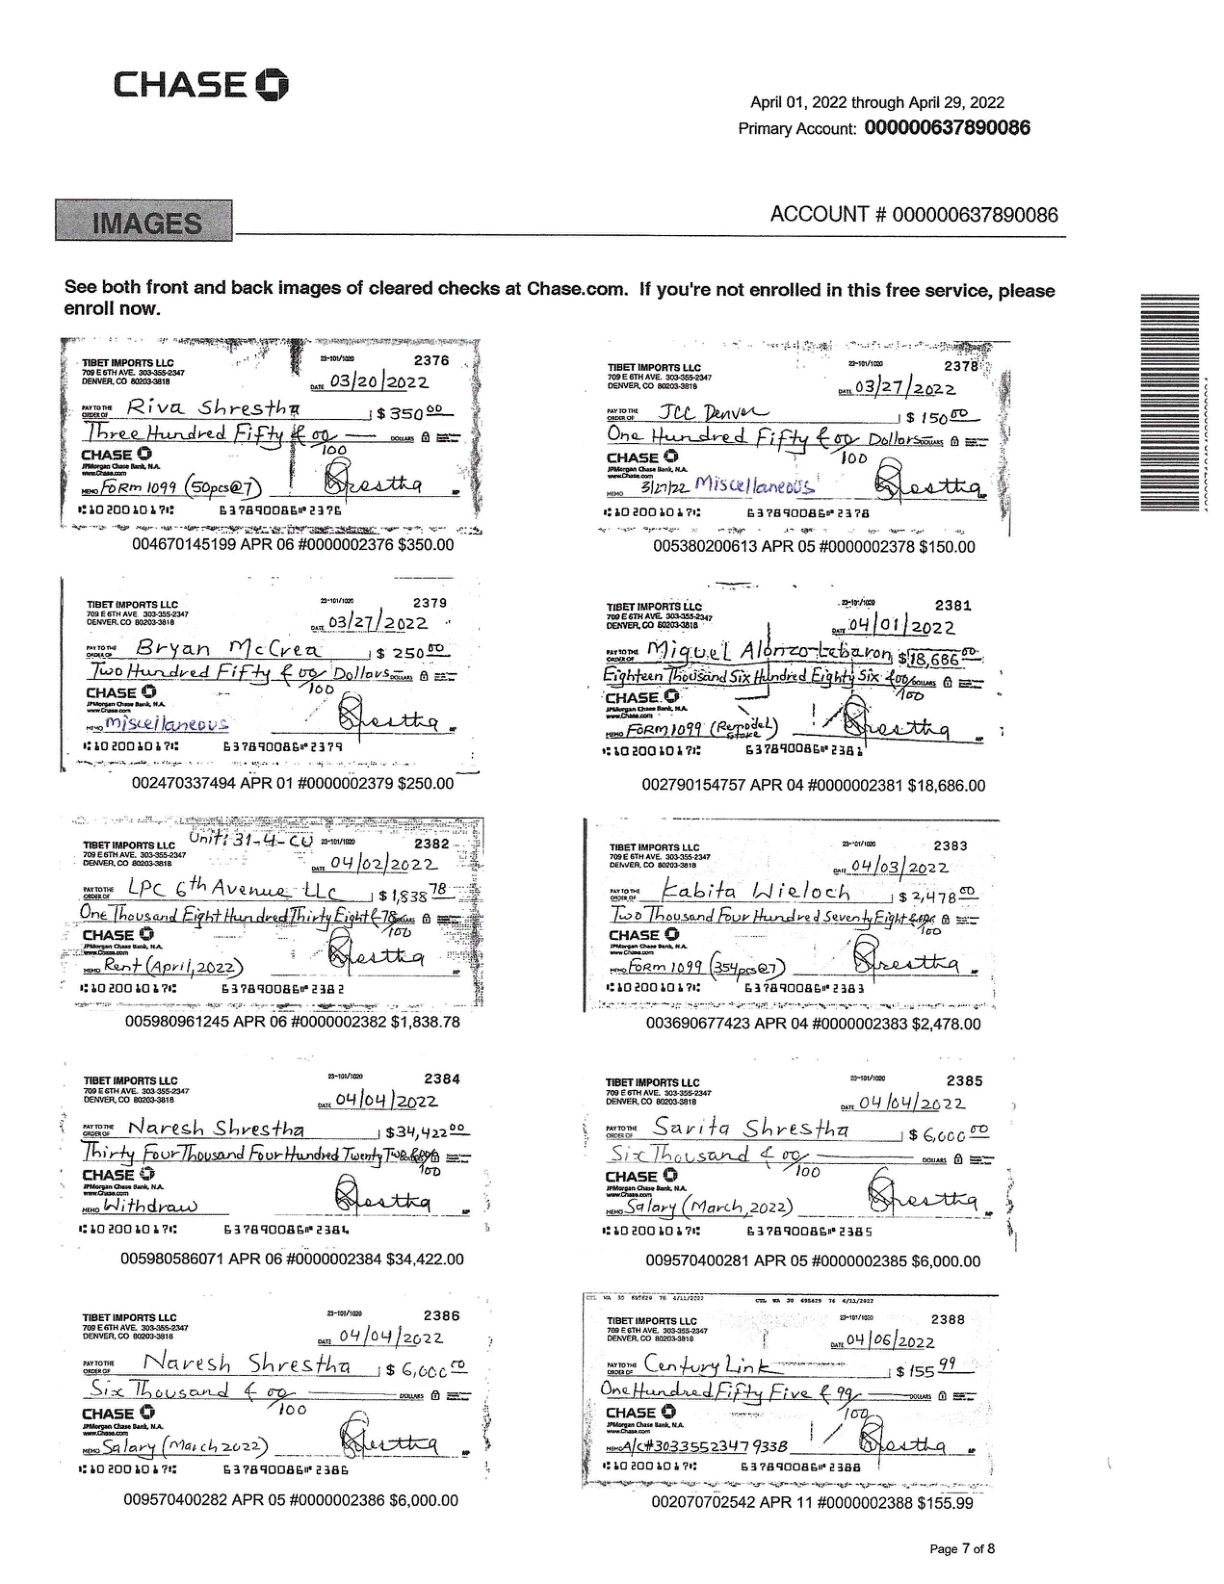 CHASE
April 01, 2022 through April 29, 2022
Primary Account: 000000637890086
IMAGES
ACCOUNT # 000000637890086
See both front and back images of cleared checks at Chase.com. If you're not enrolled in this free service, please
enroll now.
TIBET IMPORTS LLC 23-101/1020 2376
709 E 6TH AVE. 303-355-2347
DENVER, CO 80203-3818
DATE 03/20/2022
PAY TO THE ORDER OF Riva Shrestha $ 350 00
Three Hundred Fifty & 00/100 DOLLARS
CHASE
JPMorgan Chase Bank, N.A.
www.Chase.com
MEMO Form 1099 (50pcs@7)
⑆102001017⑆ 637890086⑈2376
004670145199 APR 06 #0000002376 $350.00
TIBET IMPORTS LLC 23-101/1020 2378
709 E 6TH AVE. 303-355-2347
DENVER, CO 80203-3818
DATE 03/27/2022
PAY TO THE ORDER OF JCC Denver $ 150 00
One Hundred Fifty & 00/100 Dollars DOLLARS
CHASE
JPMorgan Chase Bank, N.A.
www.Chase.com
MEMO 3/27/22 Miscellaneous
⑆102001017⑆ 637890086⑈2378
005380200613 APR 05 #0000002378 $150.00
TIBET IMPORTS LLC 23-101/1020 2379
709 E 6TH AVE. 303-355-2347
DENVER, CO 80203-3818
DATE 03/27/2022
PAY TO THE ORDER OF Bryan McCrea $ 250 00
Two Hundred Fifty & 00/100 Dollars DOLLARS
CHASE
JPMorgan Chase Bank, N.A.
www.Chase.com
MEMO Miscellaneous
⑆102001017⑆ 637890086⑈2379
002470337494 APR 01 #0000002379 $250.00
TIBET IMPORTS LLC 23-101/1020 2381
709 E 6TH AVE. 303-355-2347
DENVER, CO 80203-3818
DATE 04/01/2022
PAY TO THE ORDER OF Miguel Alonzo Lebaron $ 18,686 00
Eighteen Thousand Six Hundred Eighty Six & 00/100 DOLLARS
CHASE
JPMorgan Chase Bank, N.A.
www.Chase.com
MEMO Form 1099 (Remodel Store)
⑆102001017⑆ 637890086⑈2381
002790154757 APR 04 #0000002381 $18,686.00
Unit: 31-4-CU
TIBET IMPORTS LLC 23-101/1020 2382
709 E 6TH AVE. 303-355-2347
DENVER, CO 80203-3818
DATE 04/02/2022
PAY TO THE ORDER OF LPC 6th Avenue LLC $ 1,838 78
One Thousand Eight Hundred Thirty Eight & 78/100
CHASE
JPMorgan Chase Bank, N.A.
www.Chase.com
MEMO Rent (April, 2022)
⑆102001017⑆ 637890086⑈2382
005980961245 APR 06 #0000002382 $1,838.78
TIBET IMPORTS LLC 23-101/1020 2383
709 E 6TH AVE. 303-355-2347
DENVER, CO 80203-3818
DATE 04/03/2022
PAY TO THE ORDER OF Kabita Wieloch $ 2,478 00
Two Thousand Four Hundred Seventy Eight & 00/100
CHASE
JPMorgan Chase Bank, N.A.
www.Chase.com
MEMO Form 1099 (354pcs@7)
⑆102001017⑆ 637890086⑈2383
003690677423 APR 04 #0000002383 $2,478.00
TIBET IMPORTS LLC 23-101/1020 2384
709 E 6TH AVE. 303-355-2347
DENVER, CO 80203-3818
DATE 04/04/2022
PAY TO THE ORDER OF Naresh Shrestha $ 34,422 00
Thirty Four Thousand Four Hundred Twenty Two & 00/100
CHASE
JPMorgan Chase Bank, N.A.
www.Chase.com
MEMO Withdraw
⑆102001017⑆ 637890086⑈2384
005980586071 APR 06 #0000002384 $34,422.00
TIBET IMPORTS LLC 23-101/1020 2385
709 E 6TH AVE. 303-355-2347
DENVER, CO 80203-3818
DATE 04/04/2022
PAY TO THE ORDER OF Sarita Shrestha $ 6,000 00
Six Thousand & 00/100 DOLLARS
CHASE
JPMorgan Chase Bank, N.A.
www.Chase.com
MEMO Salary (March, 2022)
⑆102001017⑆ 637890086⑈2385
009570400281 APR 05 #0000002385 $6,000.00
TIBET IMPORTS LLC 23-101/1020 2386
709 E 6TH AVE. 303-355-2347
DENVER, CO 80203-3818
DATE 04/04/2022
PAY TO THE ORDER OF Naresh Shrestha $ 6,000 00
Six Thousand & 00/100 DOLLARS
CHASE
JPMorgan Chase Bank, N.A.
www.Chase.com
MEMO Salary (March 2022)
⑆102001017⑆ 637890086⑈2386
009570400282 APR 05 #0000002386 $6,000.00
CTL WA 30 695629 76 4/11/2022 CTL WA 30 695629 76 4/11/2022
TIBET IMPORTS LLC 23-101/1020 2388
709 E 6TH AVE. 303-355-2347
DENVER, CO 80203-3818
DATE 04/06/2022
PAY TO THE ORDER OF Century Link $ 155 99
One Hundred Fifty Five & 99/100 DOLLARS
CHASE
JPMorgan Chase Bank, N.A.
www.Chase.com
MEMO A/C#3033552347933B
⑆102001017⑆ 637890086⑈2388
002070702542 APR 11 #0000002388 $155.99
Page 7 of 8